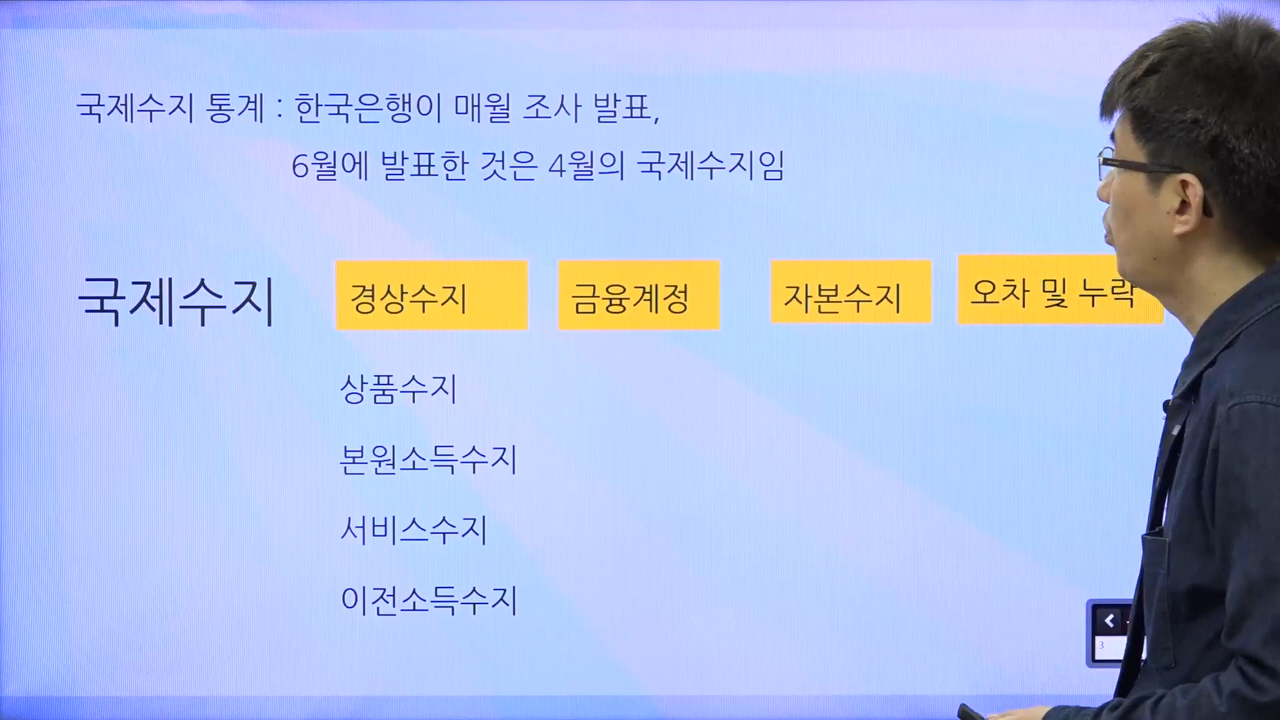 국제수지 통계 : 한국은행이 매월 조사 발표,
6월에 발표한 것은 4월의 국제수지임
국제수지 경상수지 금융계정 자본수지 오차 및 누락
상품수지
본원소득수지
서비스수지
이전소득수지
3